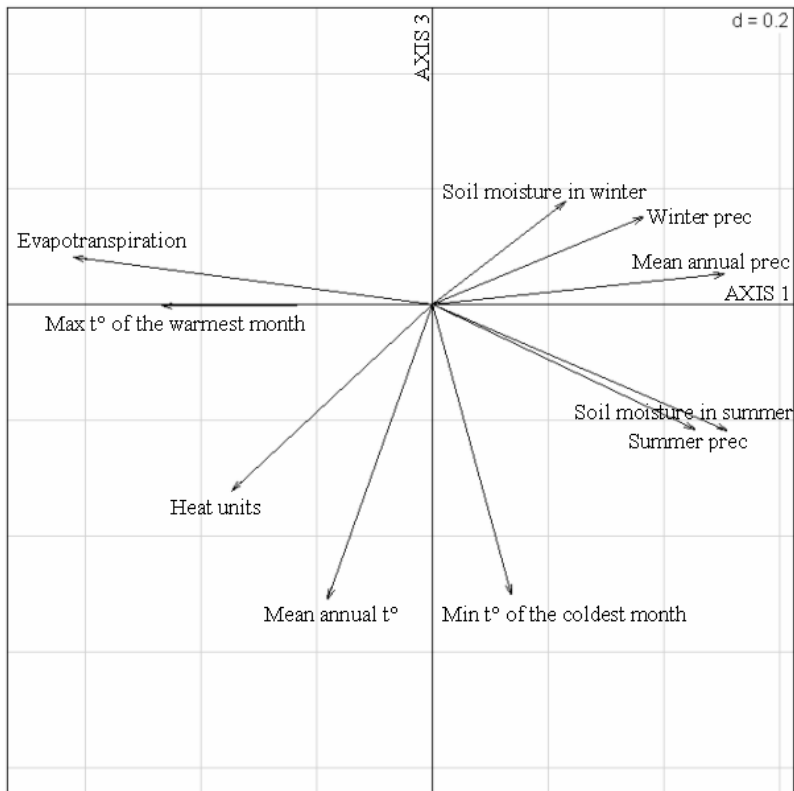 d = 0.2
AXIS 3
Soil moisture in winter
Winter prec
Evapotranspiration
Mean annual prec
AXIS 1
Max t° of the warmest month
Soil moisture in summer
Summer prec
Heat units
Mean annual t°
Min t° of the coldest month